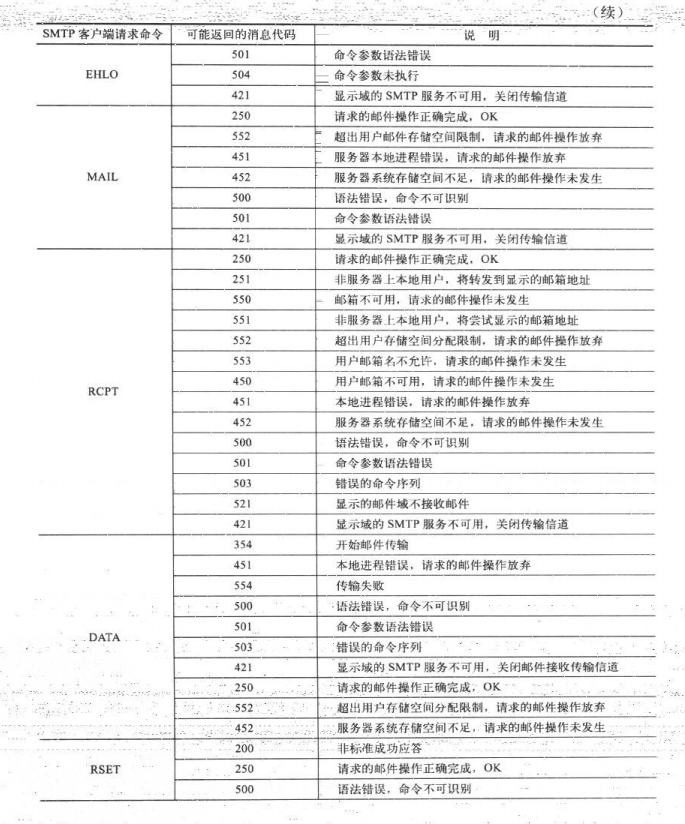 （续）
SMTP 客户端请求命令 可能返回的消息代码 说 明
EHLO
501 命令参数语法错误
504 命令参数未执行
421 显示域的 SMTP 服务不可用，关闭传输信道
MAIL
250 请求的邮件操作正确完成，OK
552 超出用户邮件存储空间限制，请求的邮件操作放弃
451 服务器本地进程错误，请求的邮件操作放弃
452 服务器系统存储空间不足，请求的邮件操作未发生
500 语法错误，命令不可识别
501 命令参数语法错误
421 显示域的 SMTP 服务不可用，关闭传输信道
RCPT
250 请求的邮件操作正确完成，OK
251 非服务器上本地用户，将转发到显示的邮箱地址
550 邮箱不可用，请求的邮件操作未发生
551 非服务器上本地用户，将尝试显示的邮箱地址
552 超出用户存储空间分配限制，请求的邮件操作放弃
553 用户邮箱名不允许，请求的邮件操作未发生
450 用户邮箱不可用，请求的邮件操作未发生
451 本地进程错误，请求的邮件操作放弃
452 服务器系统存储空间不足，请求的邮件操作未发生
500 语法错误，命令不可识别
501 命令参数语法错误
503 错误的命令序列
521 显示的邮件域不接收邮件
421 显示域的 SMTP 服务不可用，关闭传输信道
DATA
354 开始邮件传输
451 本地进程错误，请求的邮件操作放弃
554 传输失败
500 语法错误，命令不可识别
501 命令参数语法错误
503 错误的命令序列
421 显示域的 SMTP 服务不可用，关闭邮件接收传输信道
250 请求的邮件操作正确完成，OK
552 超出用户存储空间分配限制，请求的邮件操作放弃
452 服务器系统存储空间不足，请求的邮件操作未发生
RSET
200 非标准成功应答
250 请求的邮件操作正确完成，OK
500 语法错误，命令不可识别